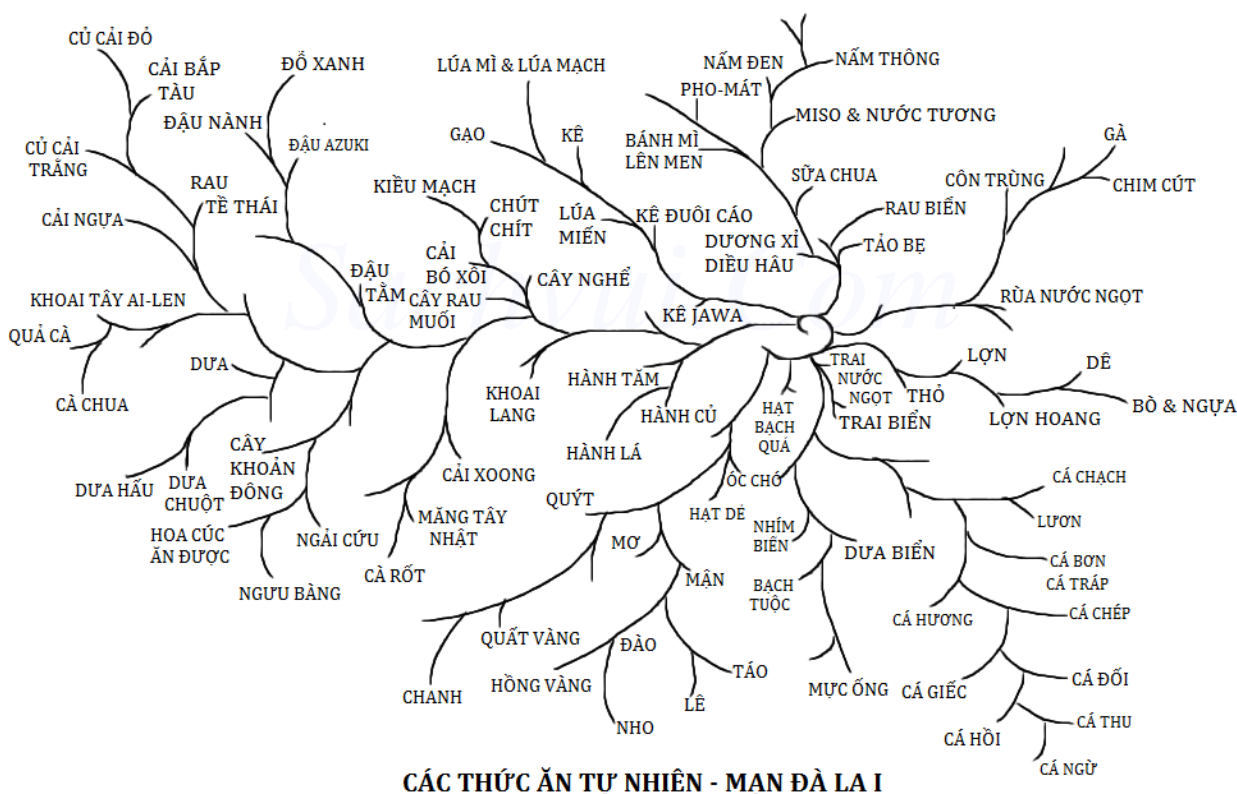 CỦ CẢI ĐỎ
CẢI BẮP
TÀU
ĐỖ XANH
ĐẬU NÀNH
ĐẬU AZUKI
CỦ CẢI
TRẰNG
RAU
TỀ THÁI
CẢI NGỰA
KHOAI TÂY AI-LEN
QUẢ CÀ
CÀ CHUA
DƯA
DƯA HẤU
DƯA
CHUỘT
CÂY
KHOẢN
ĐÔNG
HOA CÚC
ĂN ĐƯỢC
NGƯU BÀNG
NGẢI CỨU
CÀ RỐT
MĂNG TÂY
NHẬT
CẢI XOONG
ĐẬU
TẰM
LÚA MÌ & LÚA MẠCH
GẠO
KÊ
KIỀU MẠCH
CHÚT
CHÍT
LÚA
MIẾN
KÊ ĐUÔI CÁO
CẢI
BÓ XÔI
CÂY NGHỂ
CÂY RAU
MUỐI
KÊ JAWA
KHOAI
LANG
HÀNH TĂM
HÀNH CỦ
HÀNH LÁ
NẤM ĐEN
NẤM THÔNG
PHO-MÁT
MISO & NƯỚC TƯƠNG
BÁNH MÌ
LÊN MEN
SỮA CHUA
RAU BIỂN
TẢO BẸ
DƯƠNG XỈ
DIỀU HÂU
GÀ
CÔN TRÙNG
CHIM CÚT
RÙA NƯỚC NGỌT
TRAI
NƯỚC
NGỌT
TRAI BIỂN
THỎ
LỢN
LỢN HOANG
DÊ
BÒ & NGỰA
HẠT
BẠCH
QUẢ
ÓC CHÓ
HẠT DẺ
QUÝT
MƠ
MẬN
QUẤT VÀNG
CHANH
ĐÀO
HỒNG VÀNG
NHO
LÊ
TÁO
NHÍM
BIỂN
DƯA BIỂN
BẠCH
TUỘC
MỰC ỐNG
CÁ CHẠCH
LƯƠN
CÁ BƠN
CÁ TRÁP
CÁ HƯƠNG
CÁ CHÉP
CÁ GIẾC
CÁ ĐỐI
CÁ HỒI
CÁ THU
CÁ NGỪ
Sachvui.Com
CÁC THỨC ĂN TỰ NHIÊN - MAN ĐÀ LA I